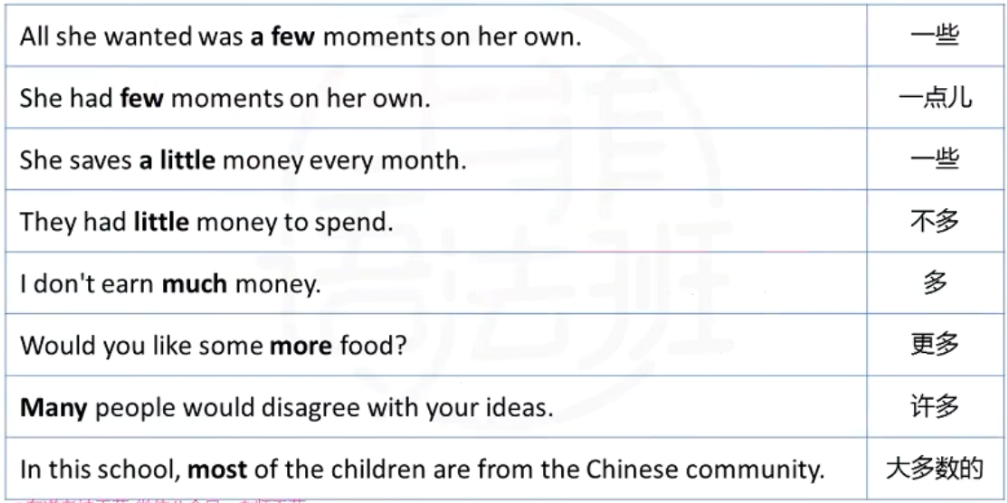 All she wanted was a few moments on her own. 一些
She had few moments on her own. 一点儿
She saves a little money every month. 一些
They had little money to spend. 不多
I don't earn much money. 多
Would you like some more food? 更多
Many people would disagree with your ideas. 许多
In this school, most of the children are from the Chinese community. 大多数的
语法班